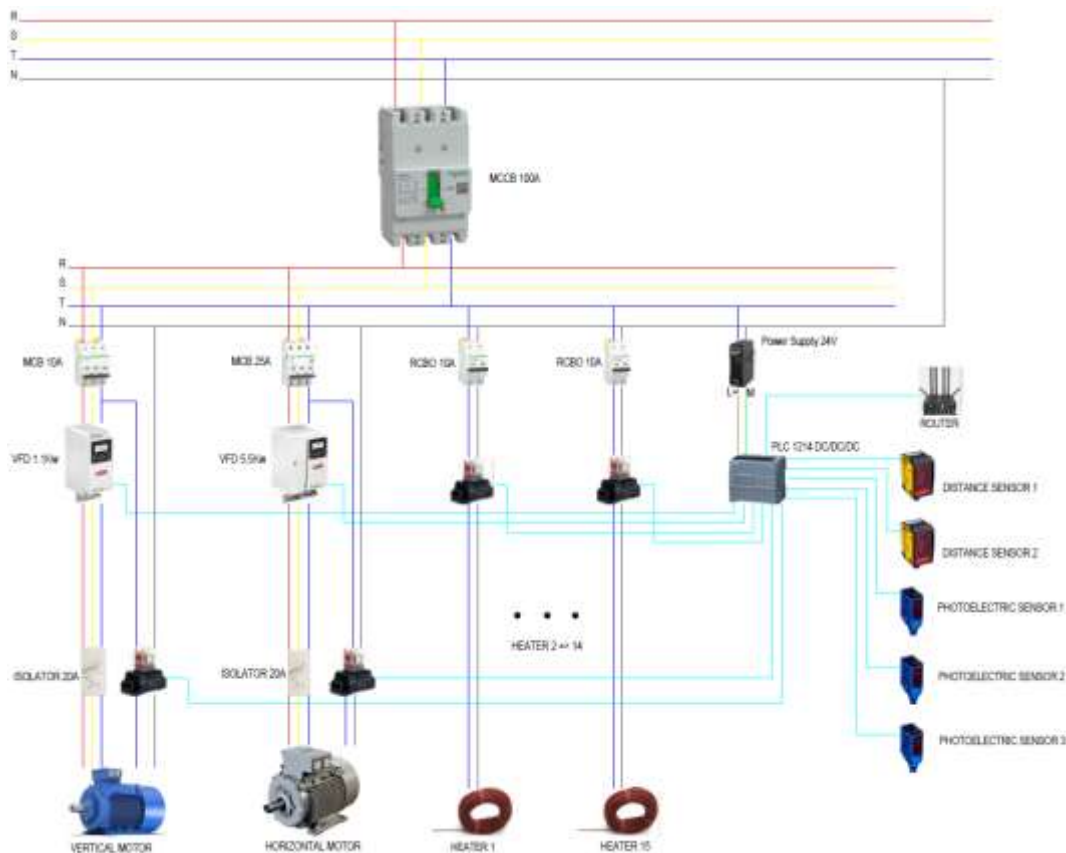 R
S
T
N
MCCB 100A
R
S
T
N
MCB 10A
MCB 25A
RCBO 10A
RCBO 10A
Power Supply 24V
L+ M
ROUTER
VFD 1.1Kw
VFD 5.5Kw
PLC 1214 DC/DC/DC
DISTANCE SENSOR 1
DISTANCE SENSOR 2
PHOTOELECTRIC SENSOR 1
HEATER 2 ↔ 14
ISOLATOR 20A
ISOLATOR 20A
PHOTOELECTRIC SENSOR 2
PHOTOELECTRIC SENSOR 3
VERTICAL MOTOR
HORIZONTAL MOTOR
HEATER 1
HEATER 15